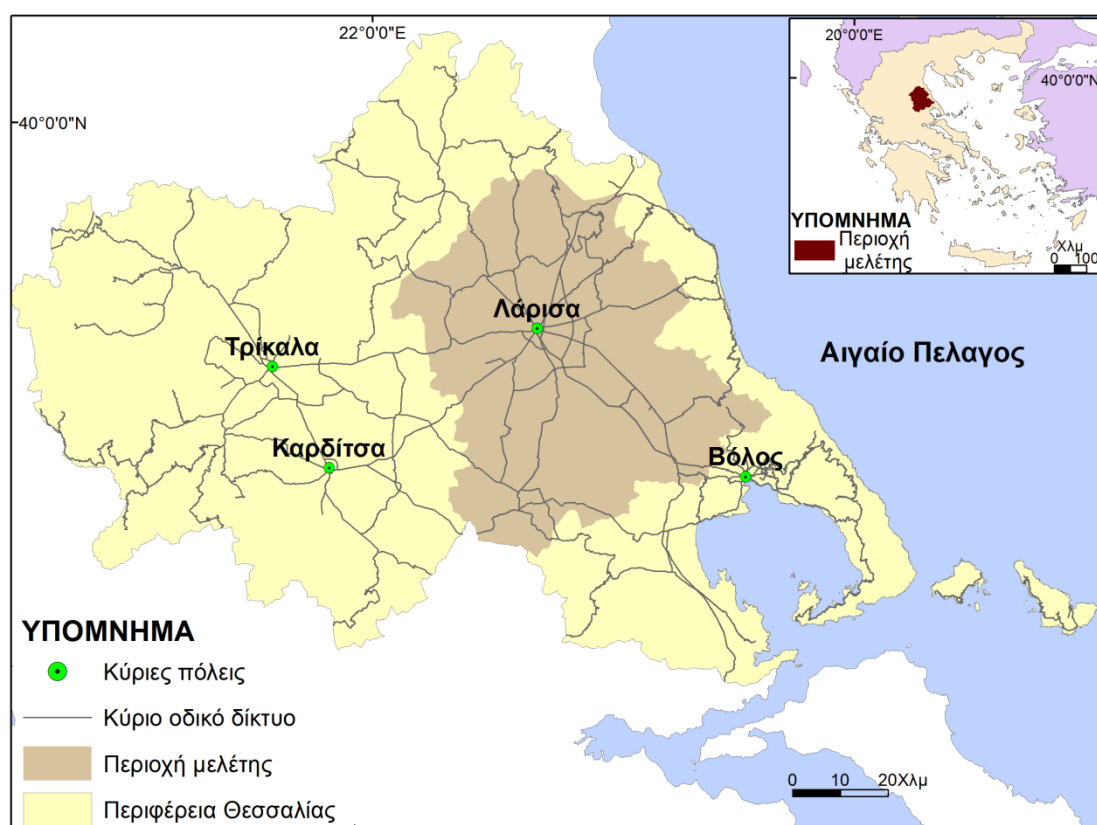 22°0'0"E
40°0'0"N
20°0'0"E
40°0'0"N
ΥΠΟΜΝΗΜΑ
Περιοχή
μελέτης
Χλμ
0 100
Λάρισα
Τρίκαλα
Αιγαίο Πελαγος
Καρδίτσα
Βόλος
ΥΠΟΜΝΗΜΑ
Κύριες πόλεις
Κύριο οδικό δίκτυο
Περιοχή μελέτης
Περιφέρεια Θεσσαλίας
0 10 20Χλμ